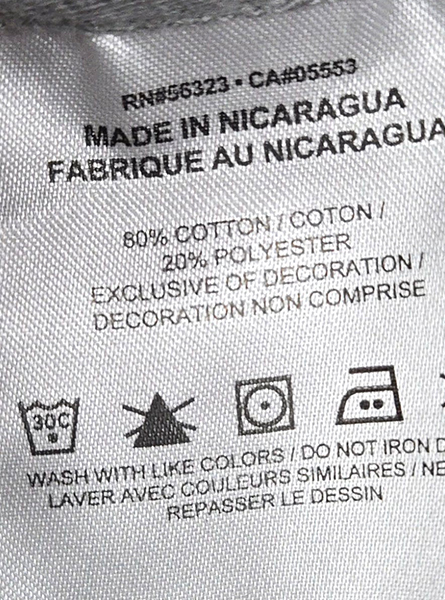 RN#56323 • CA#05553
MADE IN NICARAGUA
FABRIQUE AU NICARAGUA
80% COTTON / COTON /
20% POLYESTER
EXCLUSIVE OF DECORATION /
DECORATION NON COMPRISE
30C
WASH WITH LIKE COLORS / DO NOT IRON D
LAVER AVEC COULEURS SIMILAIRES / NE
REPASSER LE DESSIN